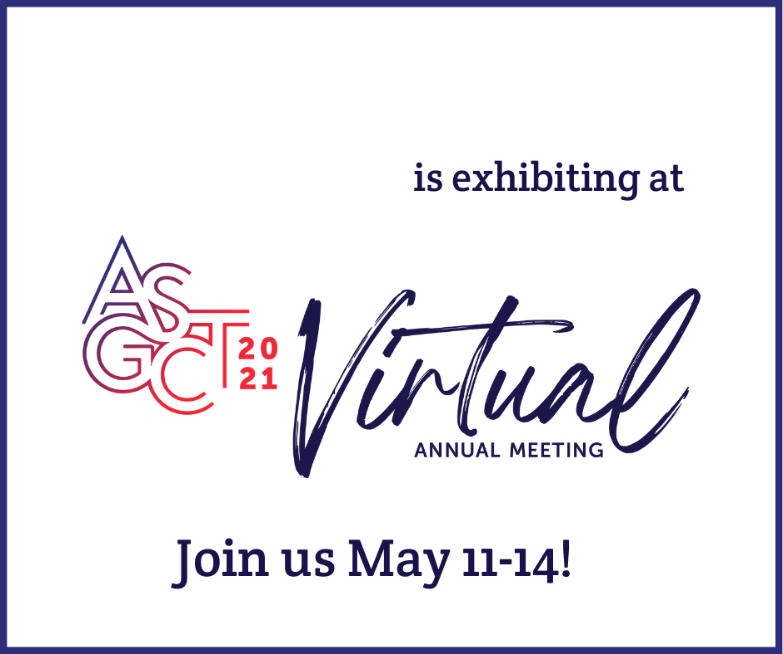 is exhibiting at
AS
GCT
20
21
Virtual
ANNUAL MEETING
Join us May 11-14!